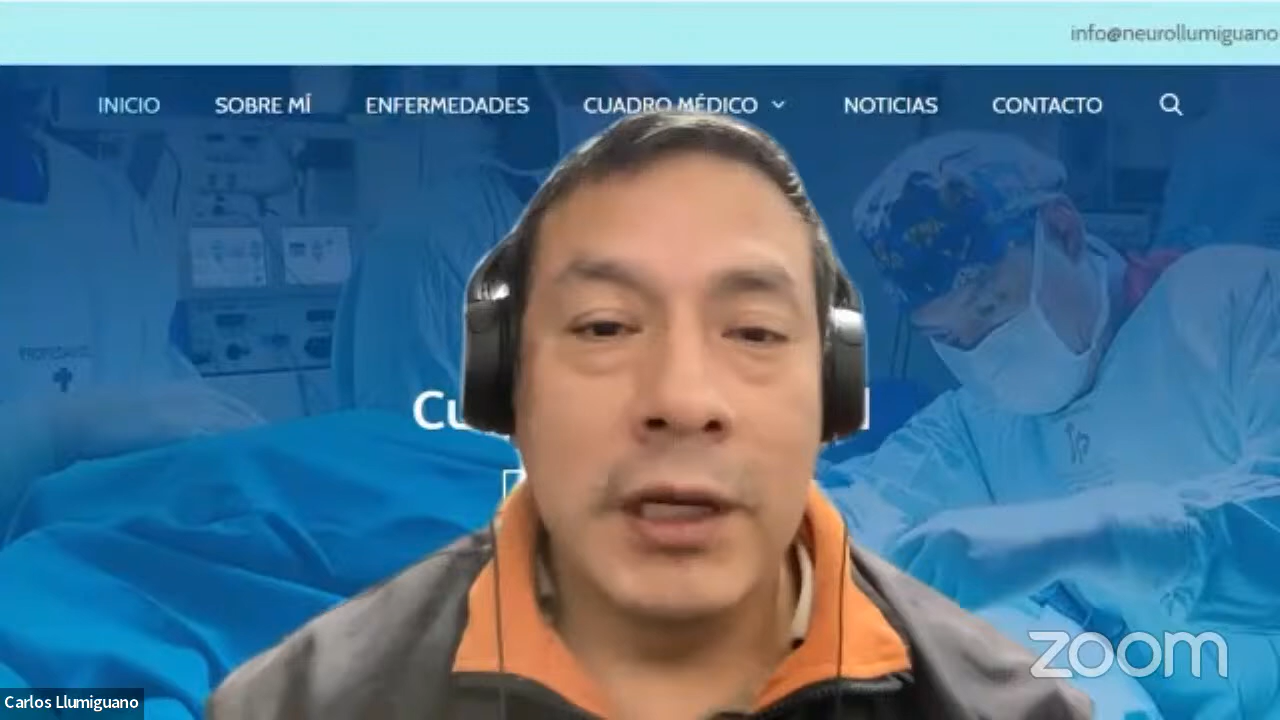 info@neurollumiguano
INICIO SOBRE MÍ ENFERMEDADES CUADRO MÉDICO NOTICIAS CONTACTO
zoom
Carlos Llumiguano